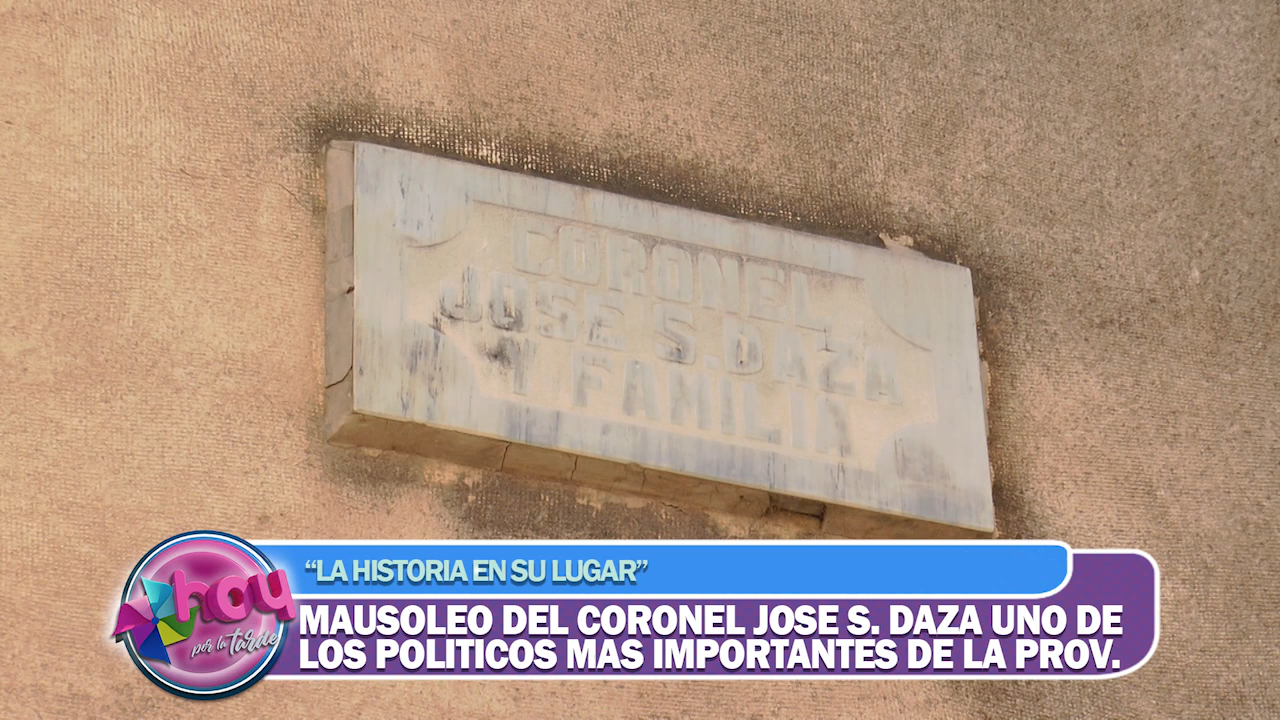 CORONEL
JOSE S. DAZA
Y FAMILIA
“LA HISTORIA EN SU LUGAR”
hoy
por la tarde
MAUSOLEO DEL CORONEL JOSE S. DAZA UNO DE
LOS POLITICOS MAS IMPORTANTES DE LA PROV.